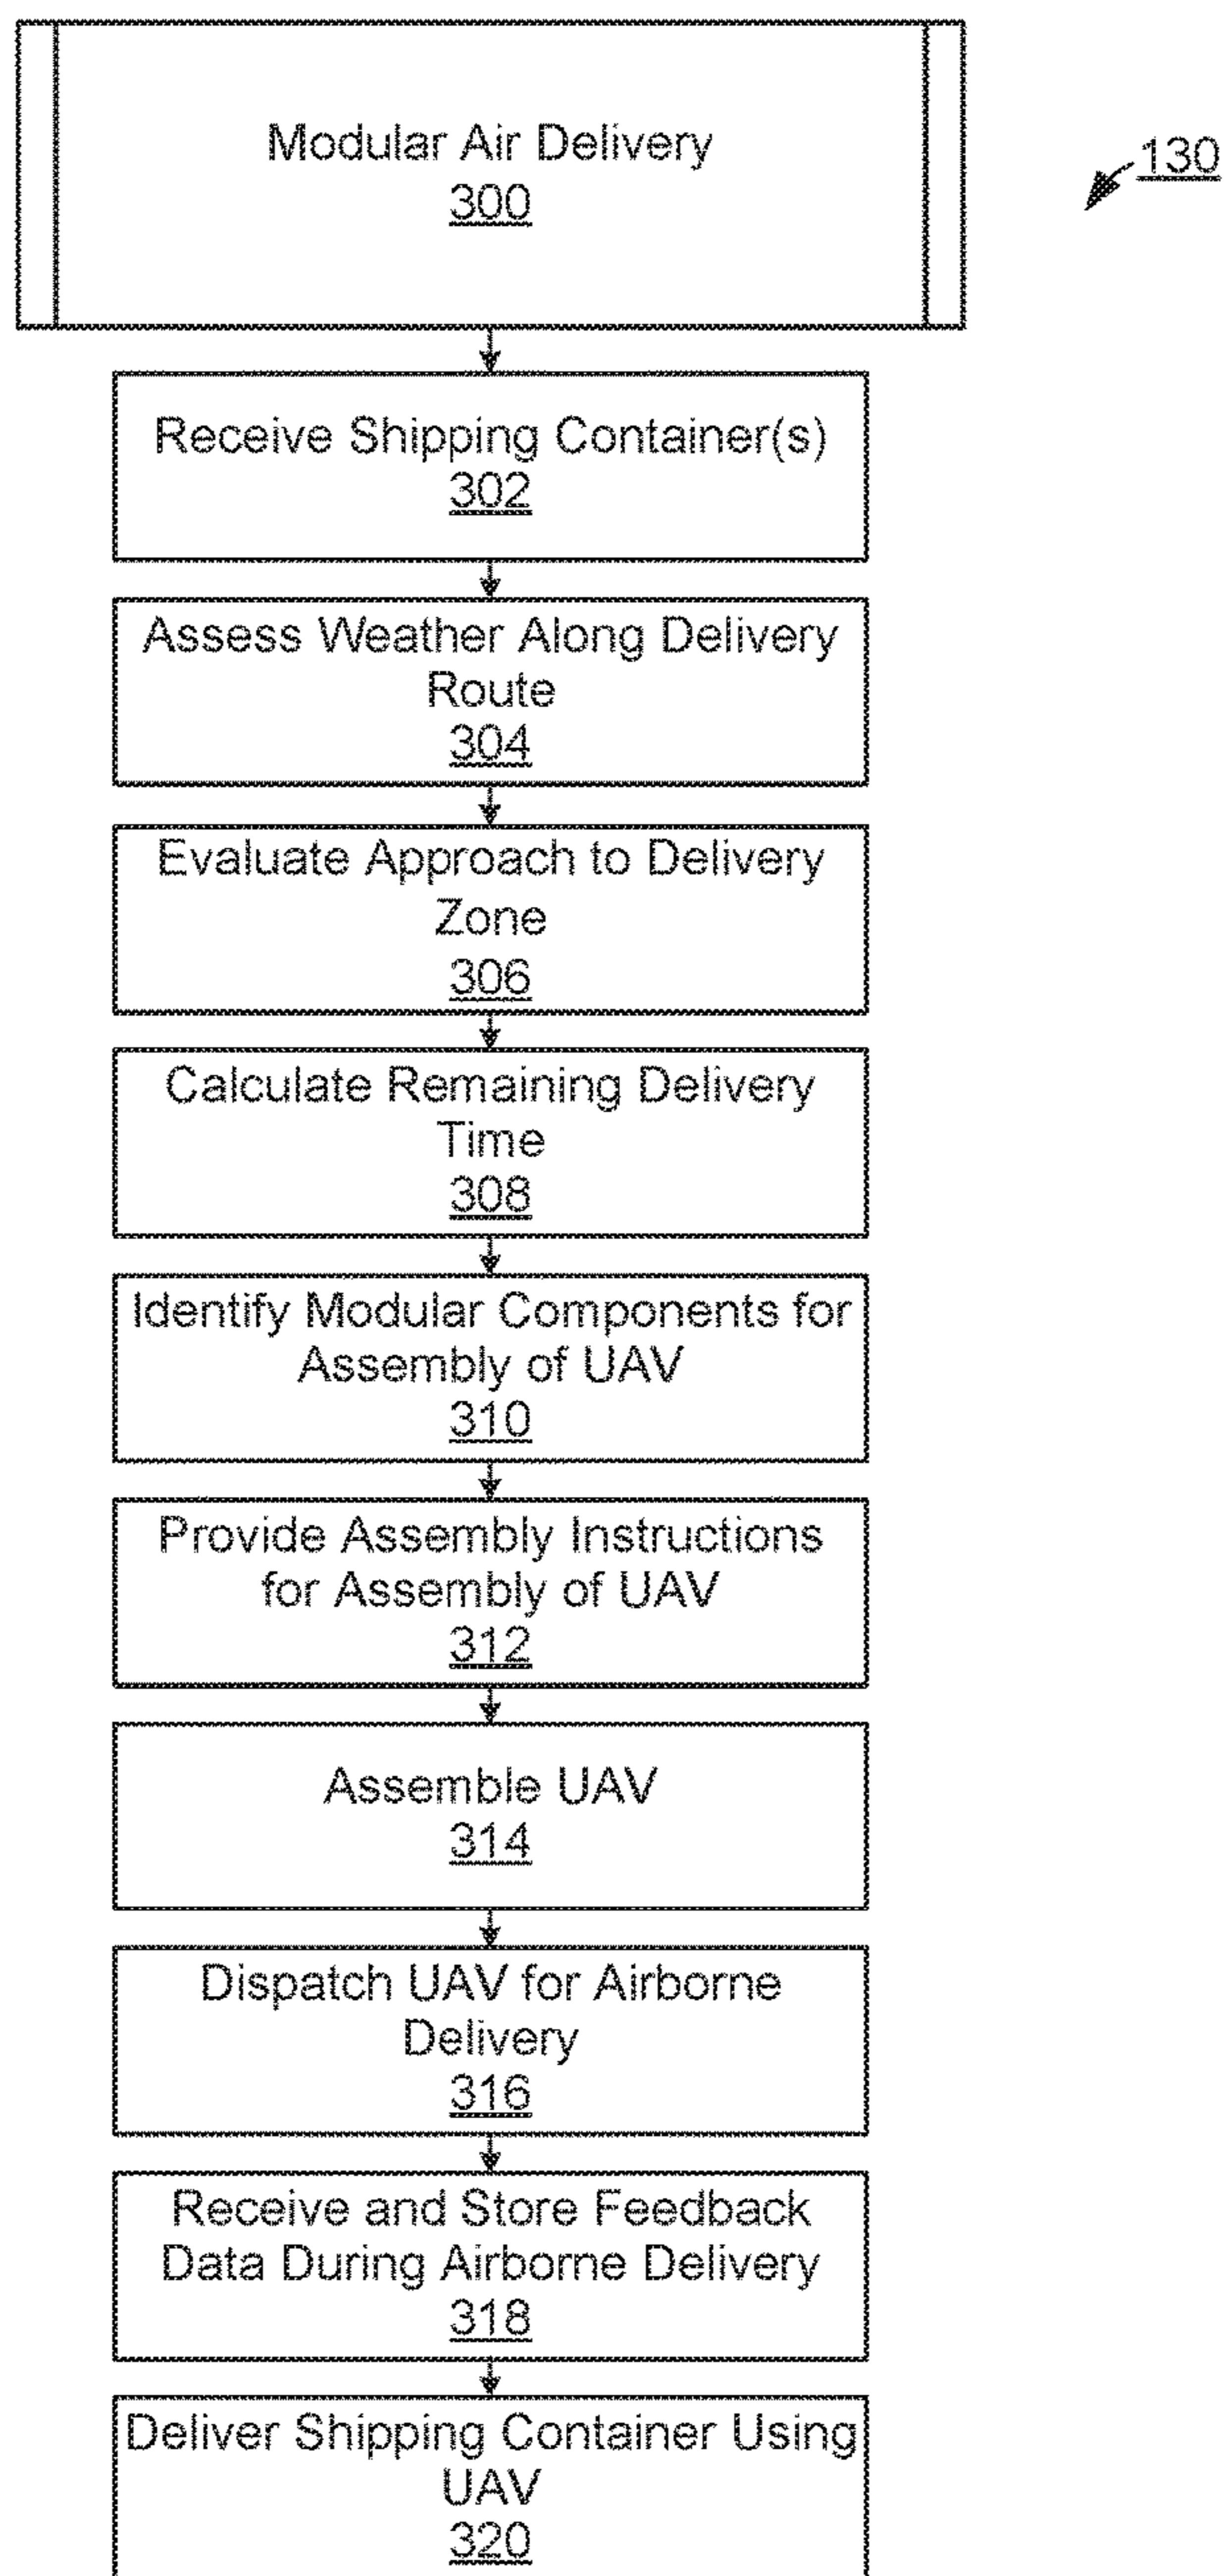 Modular Air Delivery
300
130
Receive Shipping Container(s)
302
Assess Weather Along Delivery
Route
304
Evaluate Approach to Delivery
Zone
306
Calculate Remaining Delivery
Time
308
Identify Modular Components for
Assembly of UAV
310
Provide Assembly Instructions
for Assembly of UAV
312
Assemble UAV
314
Dispatch UAV for Airborne
Delivery
316
Receive and Store Feedback
Data During Airborne Delivery
318
Deliver Shipping Container Using
UAV
320